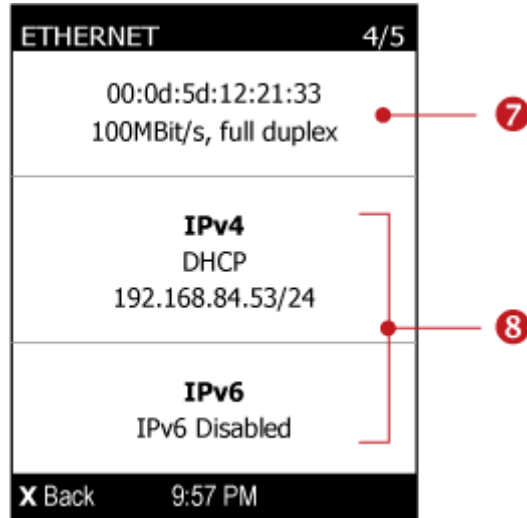 ETHERNET 4/5
00:0d:5d:12:21:33
100MBit/s, full duplex
7
IPv4
DHCP
192.168.84.53/24
8
IPv6
IPv6 Disabled
X Back 9:57 PM